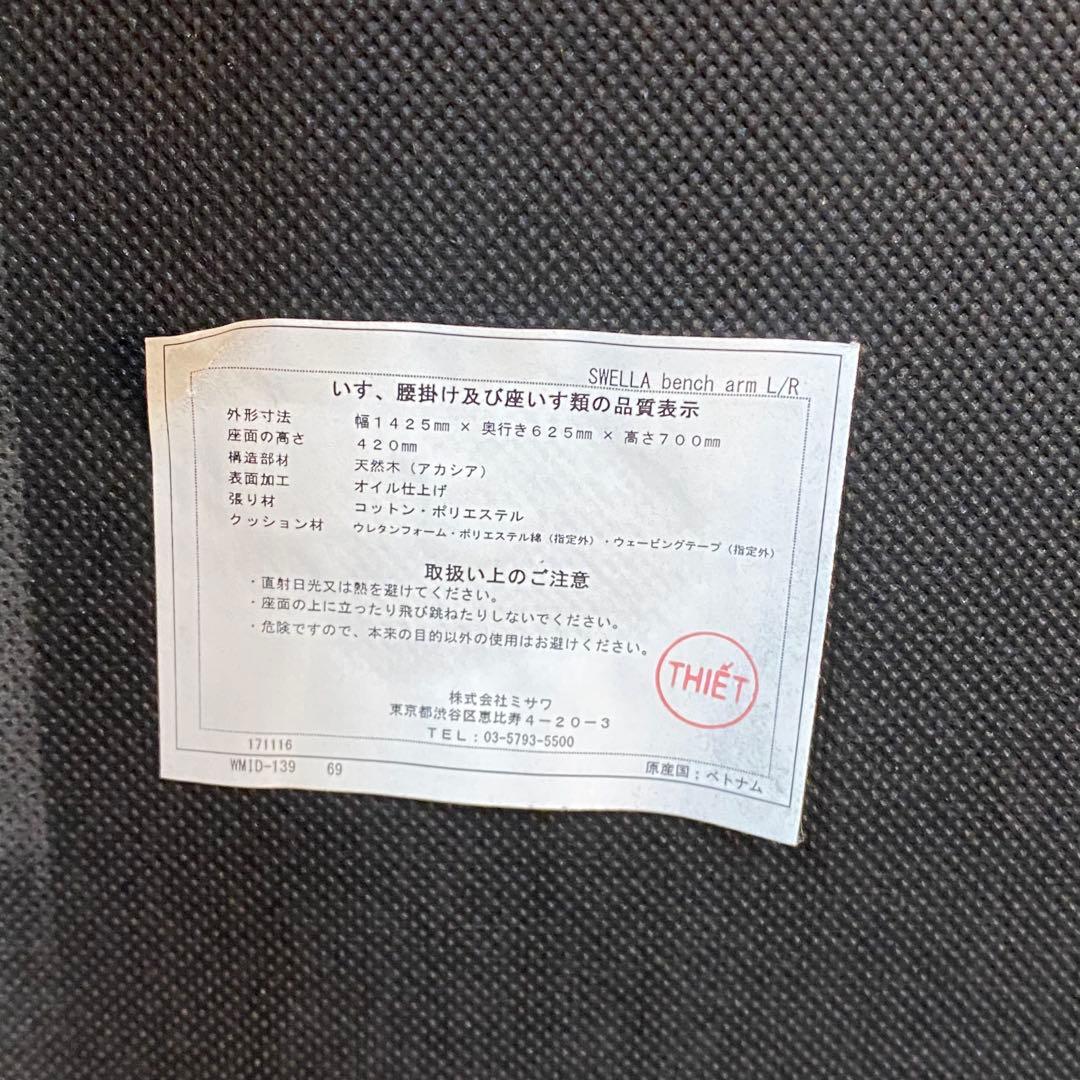 SWELLA bench arm L/R
いす、腰掛け及び座いす類の品質表示
外形寸法 幅1425㎜ × 奥行き625㎜ × 高さ700㎜
座面の高さ 420㎜
構造部材 天然木（アカシア）
表面加工 オイル仕上げ
張り材 コットン・ポリエステル
クッション材 ウレタンフォーム・ポリエステル綿（指定外）・ウェービングテープ（指定外）
取扱い上のご注意
・直射日光又は熱を避けてください。
・座面の上に立ったり飛び跳ねたりしないでください。
・危険ですので、本来の目的以外の使用はお避けください。
THIẾT
株式会社ミサワ
東京都渋谷区恵比寿4－20－3
TEL：03-5793-5500
171116
WMID-139 69
原産国；ベトナム